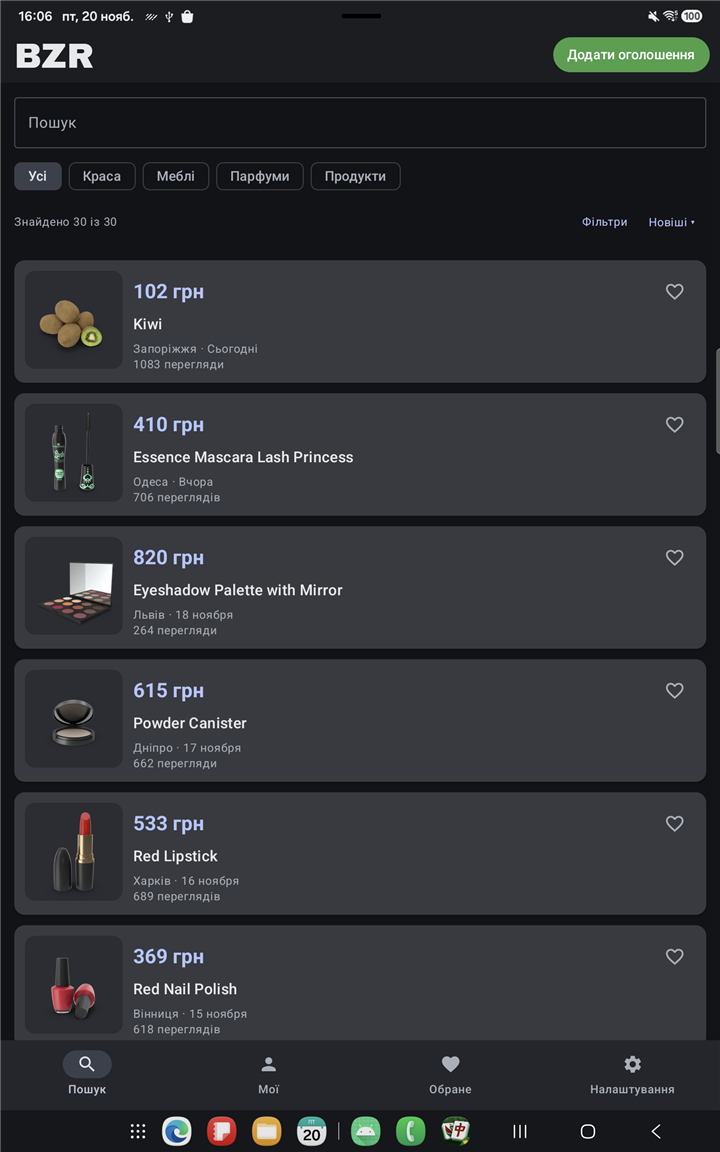 16:06 пт, 20 нояб. 100
BZR
Додати оголошення
Пошук
Усі Краса Меблі Парфуми Продукти
Знайдено 30 із 30 Фільтри Новіші
102 грн
Kiwi
Запоріжжя · Сьогодні
1083 перегляди
410 грн
Essence Mascara Lash Princess
Одеса · Вчора
706 переглядів
820 грн
Eyeshadow Palette with Mirror
Львів · 18 ноября
264 перегляди
615 грн
Powder Canister
Дніпро · 17 ноября
662 перегляди
533 грн
Red Lipstick
Харків · 16 ноября
689 переглядів
369 грн
Red Nail Polish
Вінниця · 15 ноября
618 переглядів
Пошук Мої Обране Налаштування
ПТ
20
中